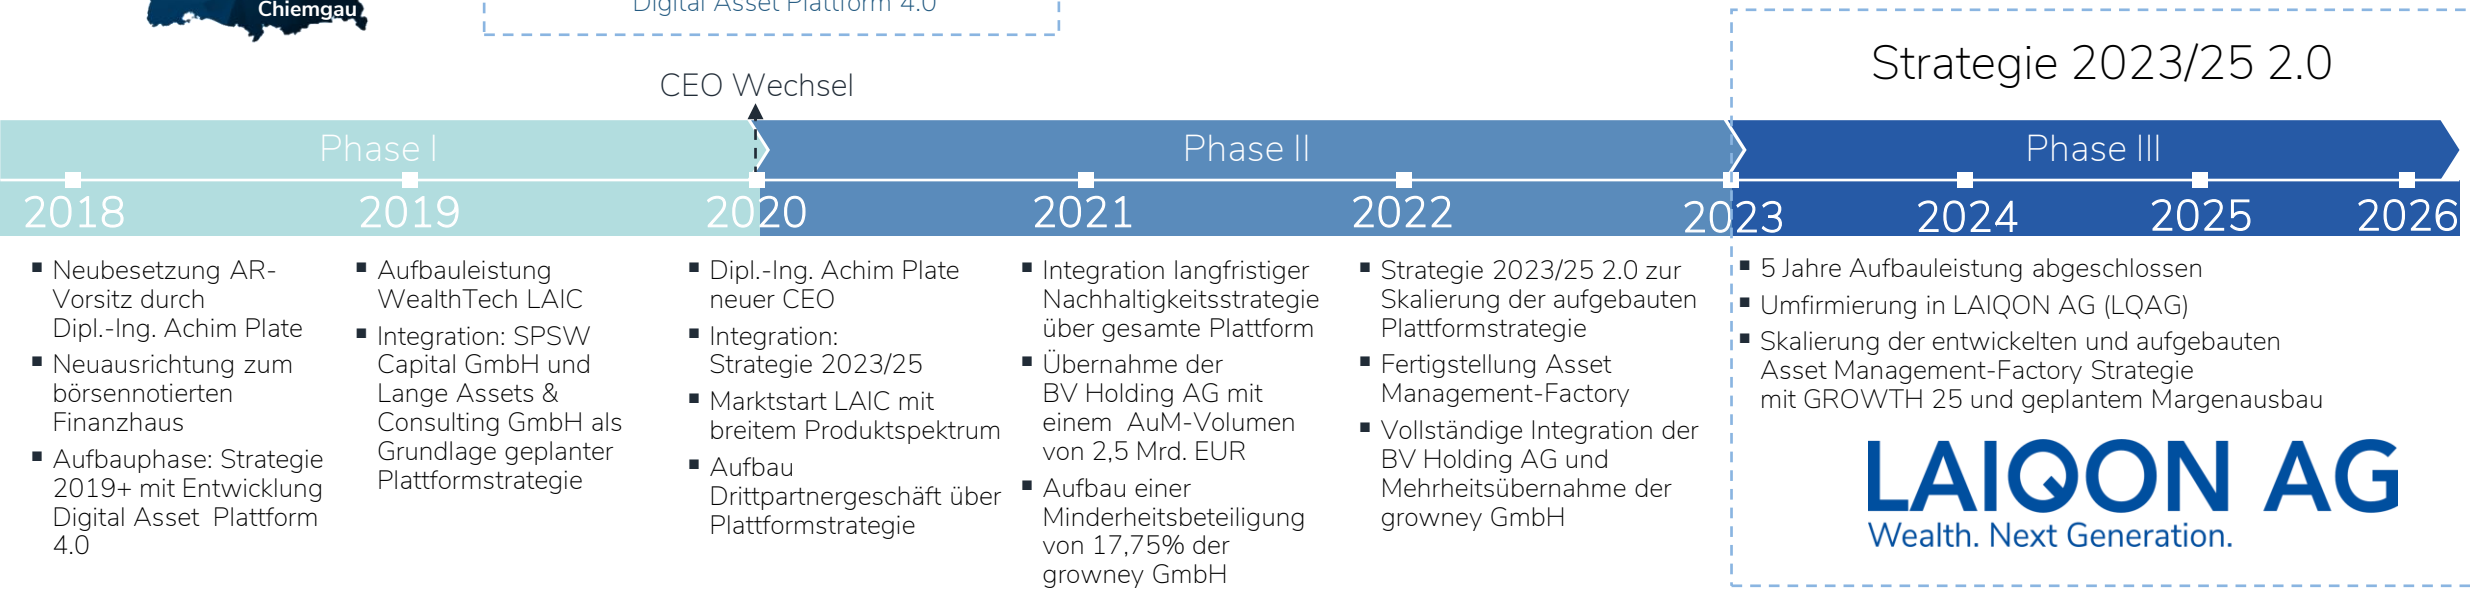 Chiemgau
Digital Asset Plattform 4.0
Strategie 2023/25 2.0
CEO Wechsel
Phase I
Phase II
Phase III
2018
2019
2020
2021
2022
2023
2024
2025
2026
Neubesetzung AR-
Vorsitz durch
Dipl.-Ing. Achim Plate
Neuausrichtung zum
börsennotierten
Finanzhaus
Aufbauphase: Strategie
2019+ mit Entwicklung
Digital Asset Plattform
4.0
Aufbauleistung
WealthTech LAIC
Integration: SPSW
Capital GmbH und
Lange Assets &
Consulting GmbH als
Grundlage geplanter
Plattformstrategie
Dipl.-Ing. Achim Plate
neuer CEO
Integration:
Strategie 2023/25
Marktstart LAIC mit
breitem Produktspektrum
Aufbau
Drittpartnergeschäft über
Plattformstrategie
Integration langfristiger
Nachhaltigkeitsstrategie
über gesamte Plattform
Übernahme der
BV Holding AG mit
einem AuM-Volumen
von 2,5 Mrd. EUR
Aufbau einer
Minderheitsbeteiligung
von 17,75% der
growney GmbH
Strategie 2023/25 2.0 zur
Skalierung der aufgebauten
Plattformstrategie
Fertigstellung Asset
Management-Factory
Vollständige Integration der
BV Holding AG und
Mehrheitsübernahme der
growney GmbH
5 Jahre Aufbauleistung abgeschlossen
Umfirmierung in LAIQON AG (LQAG)
Skalierung der entwickelten und aufgebauten
Asset Management-Factory Strategie
mit GROWTH 25 und geplantem Margenausbau
LAIQON AG
Wealth. Next Generation.